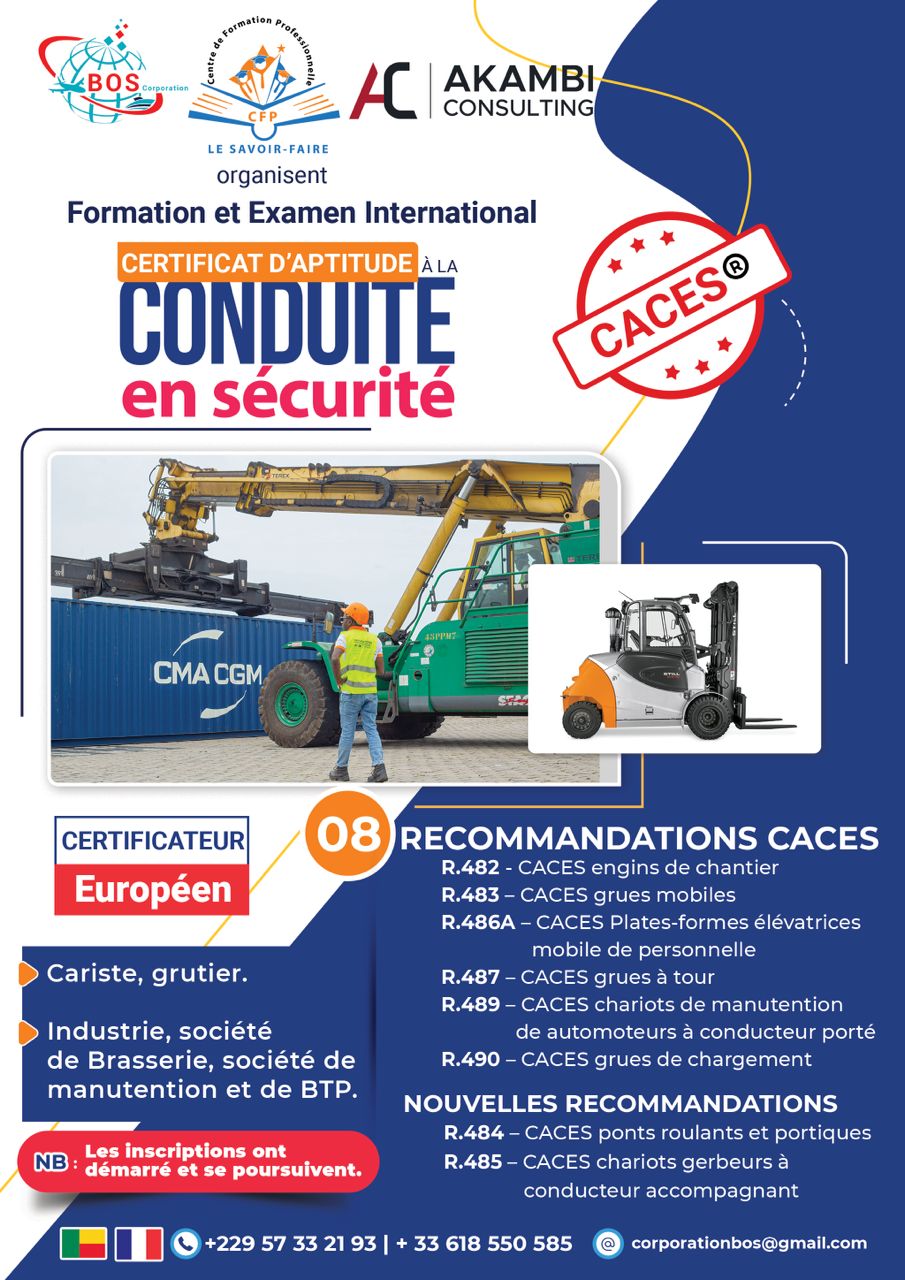 BOS Corporation
Centre de Formation Professionnelle
CFP
LE SAVOIR-FAIRE
AC | AKAMBI
CONSULTING
organisent
Formation et Examen International
CERTIFICAT D'APTITUDE À LA
CONDUITE
en sécurité
CACES®
TEREX
CMA CGM
45PPM7
STILL
CERTIFICATEUR
Européen
08 RECOMMANDATIONS CACES
R.482 - CACES engins de chantier
R.483 – CACES grues mobiles
R.486A – CACES Plates-formes élévatrices
mobile de personnelle
R.487 – CACES grues à tour
R.489 – CACES chariots de manutention
de automoteurs à conducteur porté
R.490 – CACES grues de chargement
NOUVELLES RECOMMANDATIONS
R.484 – CACES ponts roulants et portiques
R.485 – CACES chariots gerbeurs à
conducteur accompagnant
Cariste, grutier.
Industrie, société
de Brasserie, société de
manutention et de BTP.
NB : Les inscriptions ont
démarré et se poursuivent.
+229 57 33 21 93 | + 33 618 550 585
@ corporationbos@gmail.com